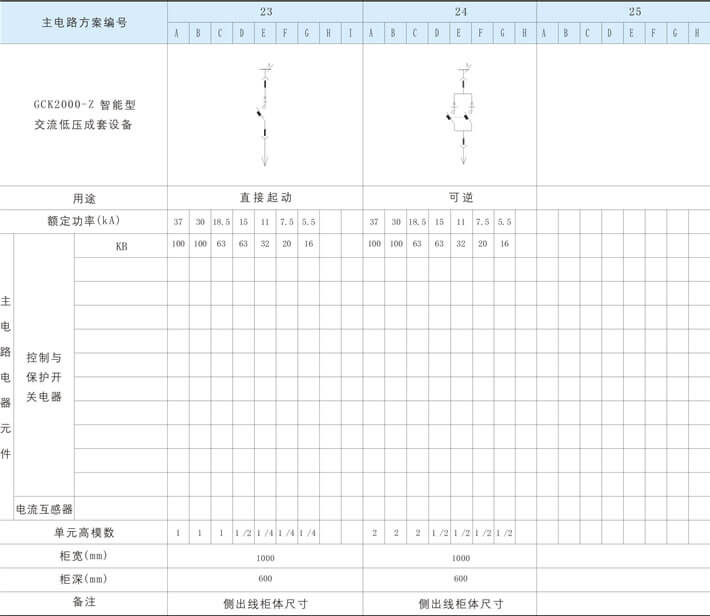 主电路方案编号 23 24 25
A B C D E F G H I A B C D E F G H A B C D E F G H
GCK2000-Z 智能型
交流低压成套设备
用途 直接起动 可逆
额定功率(kA) 37 30 18.5 15 11 7.5 5.5 37 30 18.5 15 11 7.5 5.5
主电路电器元件
控制与
保护开
关电器
KB 100 100 63 63 32 20 16 100 100 63 63 32 20 16
电流互感器
单元高模数 1 1 1 1/2 1/4 1/4 1/4 2 2 2 1/2 1/2 1/2 1/2
柜宽(mm) 1000 1000
柜深(mm) 600 600
备注 侧出线柜体尺寸 侧出线柜体尺寸